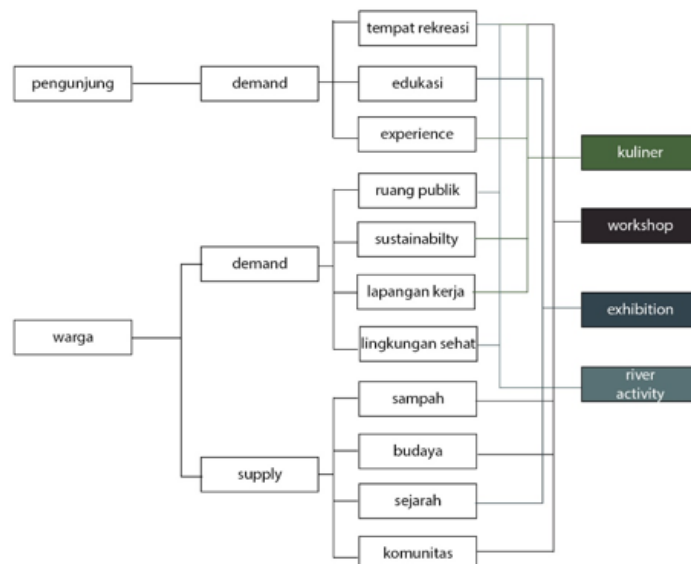 tempat rekreasi
pengunjung
demand
edukasi
experience
kuliner
ruang publik
workshop
demand
sustainabilty
lapangan kerja
exhibition
warga
lingkungan sehat
river
activity
sampah
budaya
supply
sejarah
komunitas